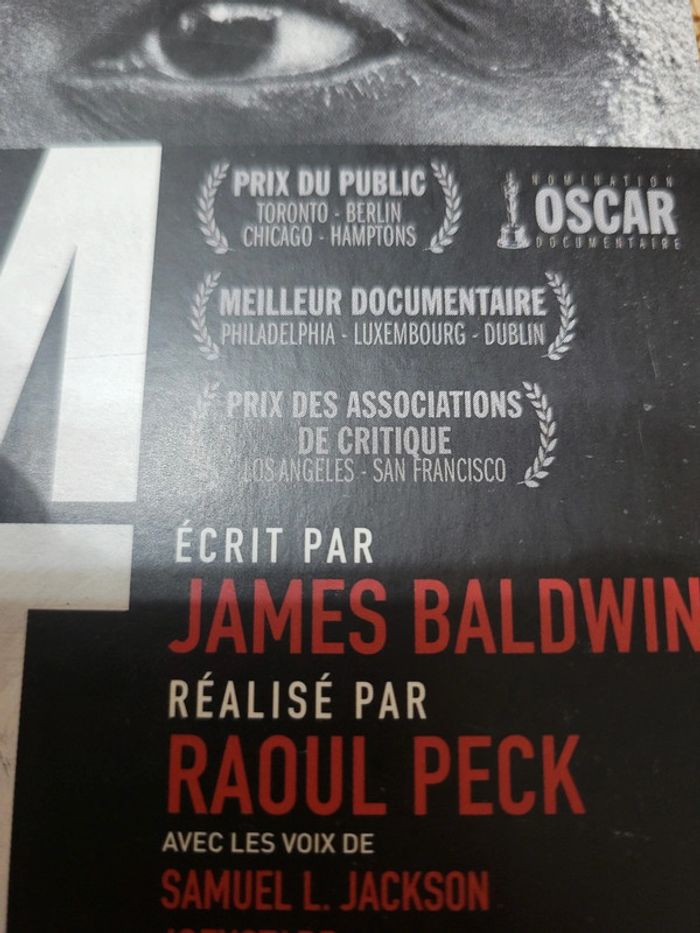 M
PRIX DU PUBLIC
TORONTO - BERLIN
CHICAGO - HAMPTONS
NOMINATION
OSCAR
DOCUMENTAIRE
MEILLEUR DOCUMENTAIRE
PHILADELPHIA - LUXEMBOURG - DUBLIN
PRIX DES ASSOCIATIONS
DE CRITIQUE
LOS ANGELES - SAN FRANCISCO
ÉCRIT PAR
JAMES BALDWIN
RÉALISÉ PAR
RAOUL PECK
AVEC LES VOIX DE
SAMUEL L. JACKSON